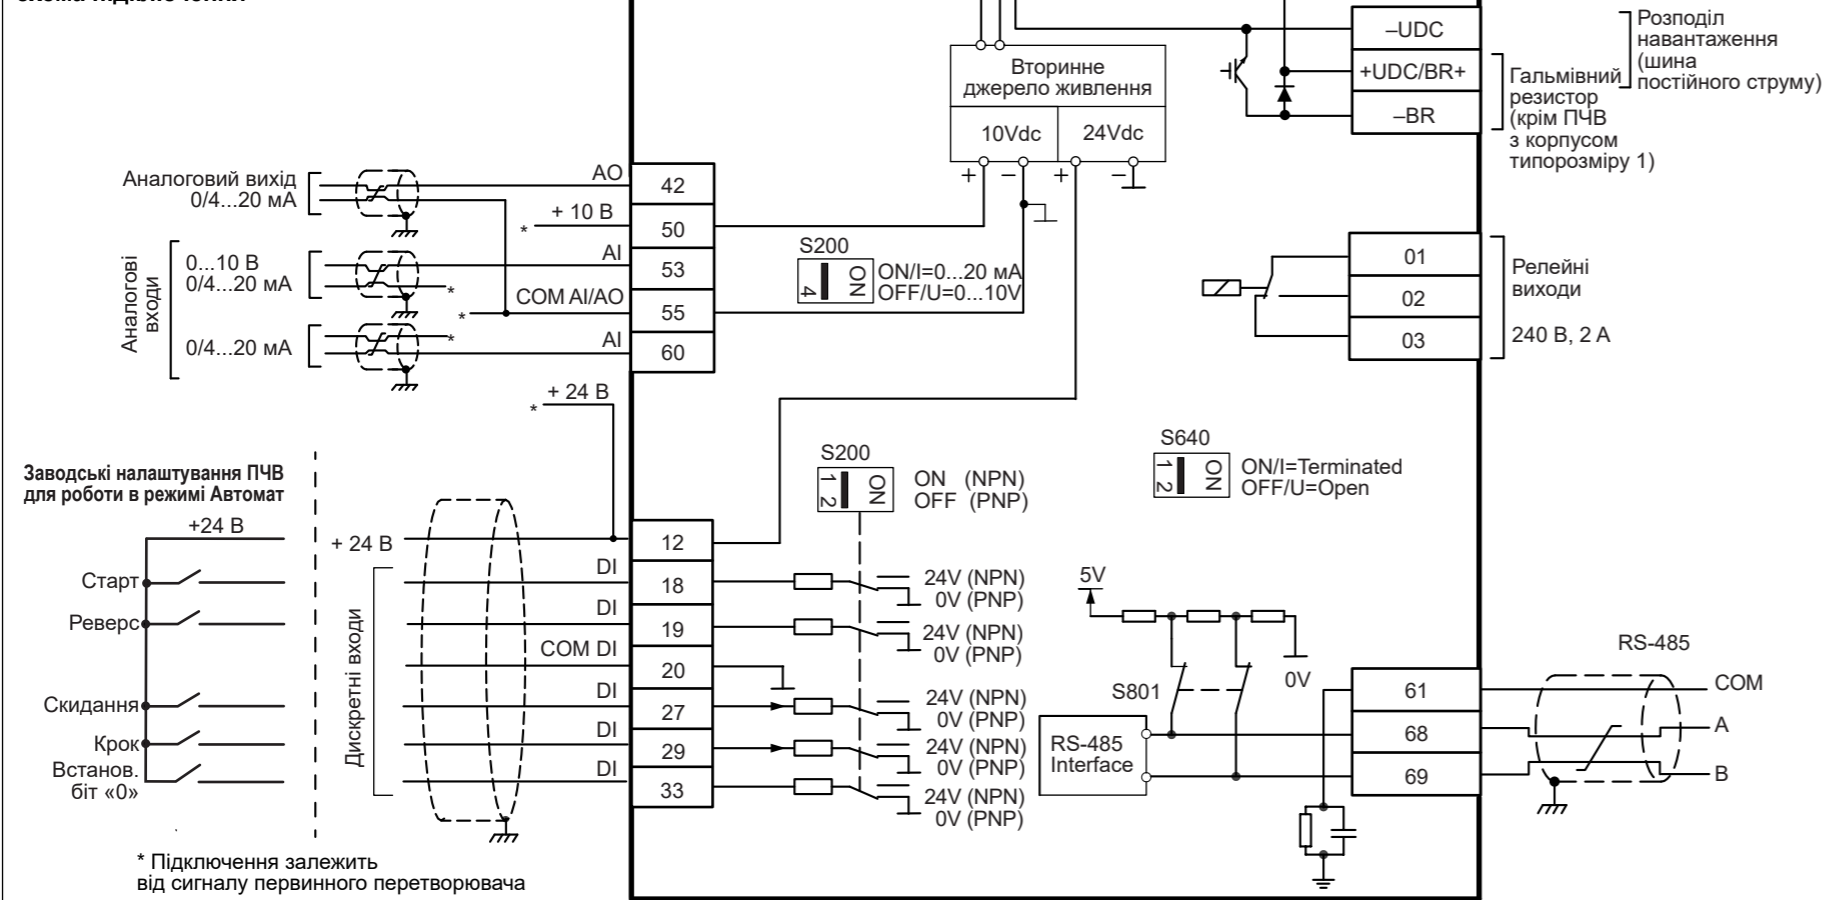 –UDC
+UDC/BR+
–BR
Розподіл
навантаження
(шина
постійного струму)
Гальмівний
резистор
(крім ПЧВ
з корпусом
типорозміру 1)
Вторинне
джерело живлення
10Vdc
24Vdc
+
–
+
–
Аналоговий вихід
0/4...20 мА
Аналогові
входи
0...10 В
0/4...20 мА
*
0/4...20 мА
*
AO
42
* + 10 В
50
AI
53
COM AI/AO
*
55
AI
60
S200
4
ON
ON/I=0...20 мА
OFF/U=0...10V
01
02
03
Релейні
виходи
240 В, 2 А
* + 24 В
Заводські налаштування ПЧВ
для роботи в режимі Автомат
+24 В
Старт
Реверс
Скидання
Крок
Встанов.
біт «0»
+ 24 В
Дискретні входи
12
DI
18
DI
19
COM DI
20
DI
27
DI
29
DI
33
S200
1 2
ON
ON (NPN)
OFF (PNP)
24V (NPN)
0V (PNP)
24V (NPN)
0V (PNP)
24V (NPN)
0V (PNP)
24V (NPN)
0V (PNP)
24V (NPN)
0V (PNP)
S640
1 2
ON
ON/I=Terminated
OFF/U=Open
5V
0V
S801
RS-485
Interface
61
68
69
RS-485
COM
A
B
* Підключення залежить
від сигналу первинного перетворювача